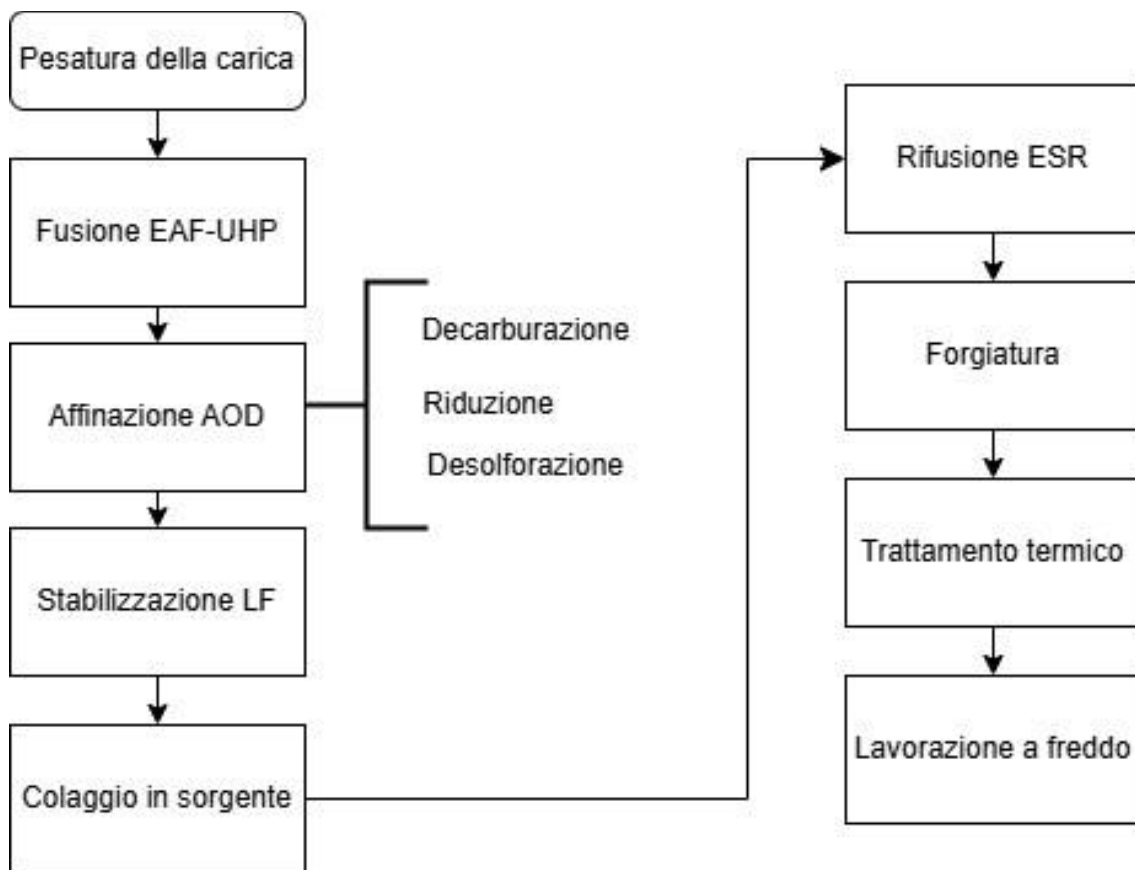 Pesatura della carica
Fusione EAF-UHP
Affinazione AOD
Decarburazione
Riduzione
Desolforazione
Stabilizzazione LF
Colaggio in sorgente
Rifusione ESR
Forgiatura
Trattamento termico
Lavorazione a freddo